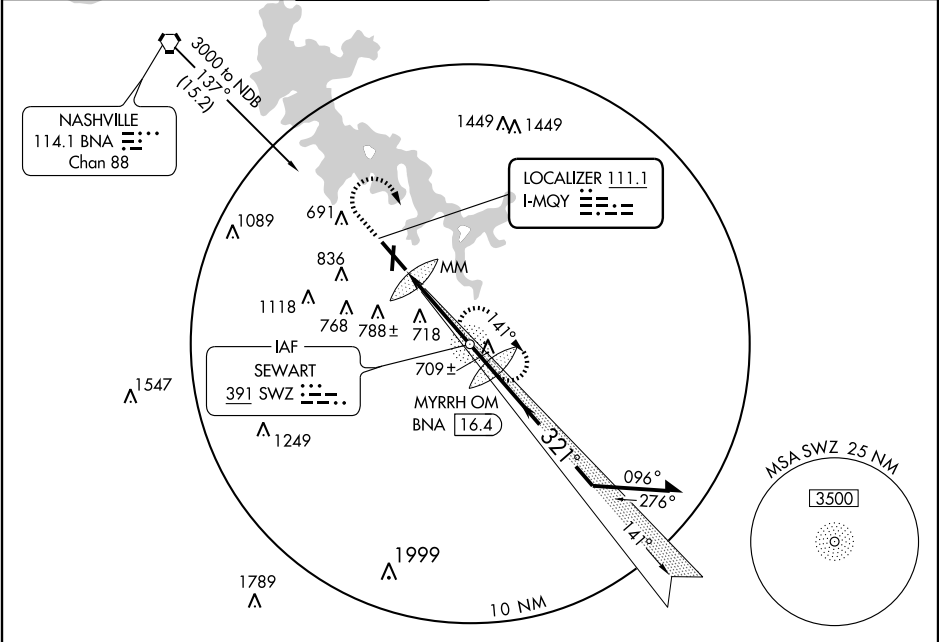 3000 to NDB
137°
(15.2)
NASHVILLE
114.1 BNA
Chan 88
1449 1449
LOCALIZER 111.1
I-MQY
1089
691
836
MM
1118
768
788±
718
141°
IAF
SEWART
391 SWZ
709±
1547
MYRRH OM
BNA 16.4
1249
321°
096°
276°
141°
MSA SWZ 25 NM
3500
1999
1789
10 NM